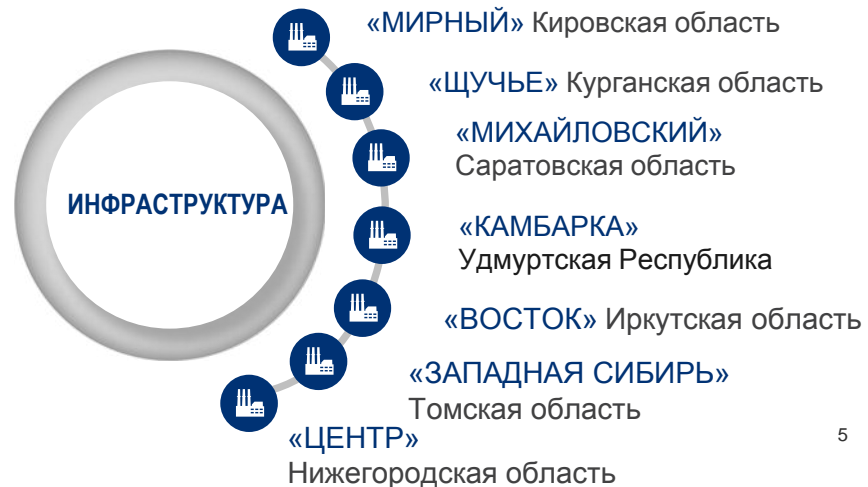 «МИРНЫЙ» Кировская область
«ЩУЧЬЕ» Курганская область
«МИХАЙЛОВСКИЙ»
Саратовская область
ИНФРАСТРУКТУРА
«КАМБАРКА»
Удмуртская Республика
«ВОСТОК» Иркутская область
«ЗАПАДНАЯ СИБИРЬ»
Томская область
«ЦЕНТР»
Нижегородская область
5